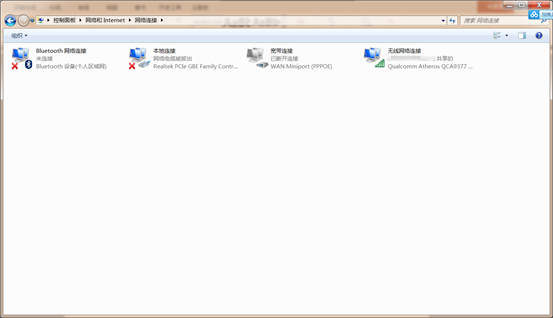 控制面板 ▸ 网络和 Internet ▸ 网络连接 ▸
搜索 网络连接
组织
Bluetooth 网络连接
未连接
Bluetooth 设备(个人区域网)
本地连接
网络电缆被拔出
Realtek PCIe GBE Family Contr...
宽带连接
已断开连接
WAN Miniport (PPPOE)
无线网络连接
共享的
Qualcomm Atheros QCA9377 ...